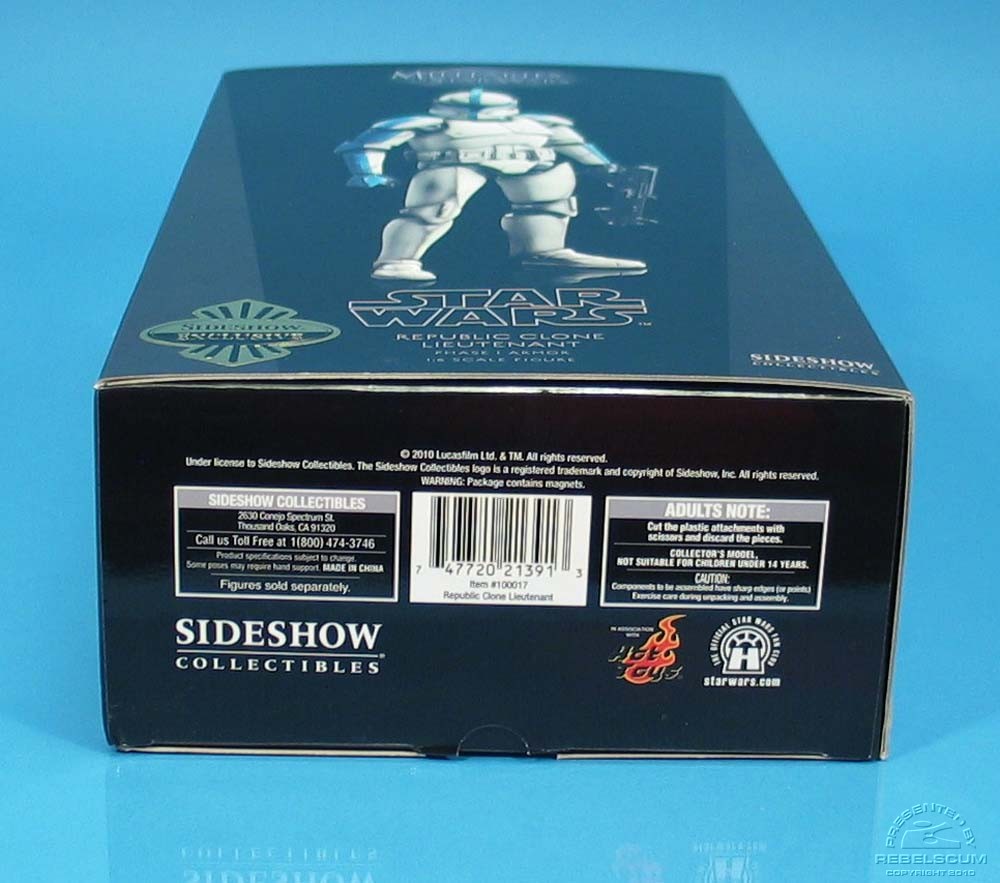 SIDESHOW
EXCLUSIVE
STAR
WARS™
REPUBLIC CLONE
LIEUTENANT
PHASE I ARMOR
1:6 SCALE FIGURE
SIDESHOW
COLLECTIBLES
© 2010 Lucasfilm Ltd. & TM. All rights reserved.
Under license to Sideshow Collectibles. The Sideshow Collectibles logo is a registered trademark and copyright of Sideshow, Inc. All rights reserved.
WARNING: Package contains magnets.
SIDESHOW COLLECTIBLES
2630 Conejo Spectrum St.
Thousand Oaks, CA 91320
Call us Toll Free at 1(800) 474-3746
Product specifications subject to change.
Some poses may require hand support. MADE IN CHINA
Figures sold separately.
7 47720 21391 3
Item #100017
Republic Clone Lieutenant
ADULTS NOTE:
Cut the plastic attachments with
scissors and discard the pieces.
COLLECTOR'S MODEL,
NOT SUITABLE FOR CHILDREN UNDER 14 YEARS.
CAUTION:
Components to be assembled have sharp edges (or points)
Exercise care during unpacking and assembly.
SIDESHOW®
COLLECTIBLES
IN ASSOCIATION
WITH
HOT
TOYS
THE OFFICIAL STAR WARS FAN CLUB
starwars.com
PRESENTED BY
REBELSCUM
COPYRIGHT 2010